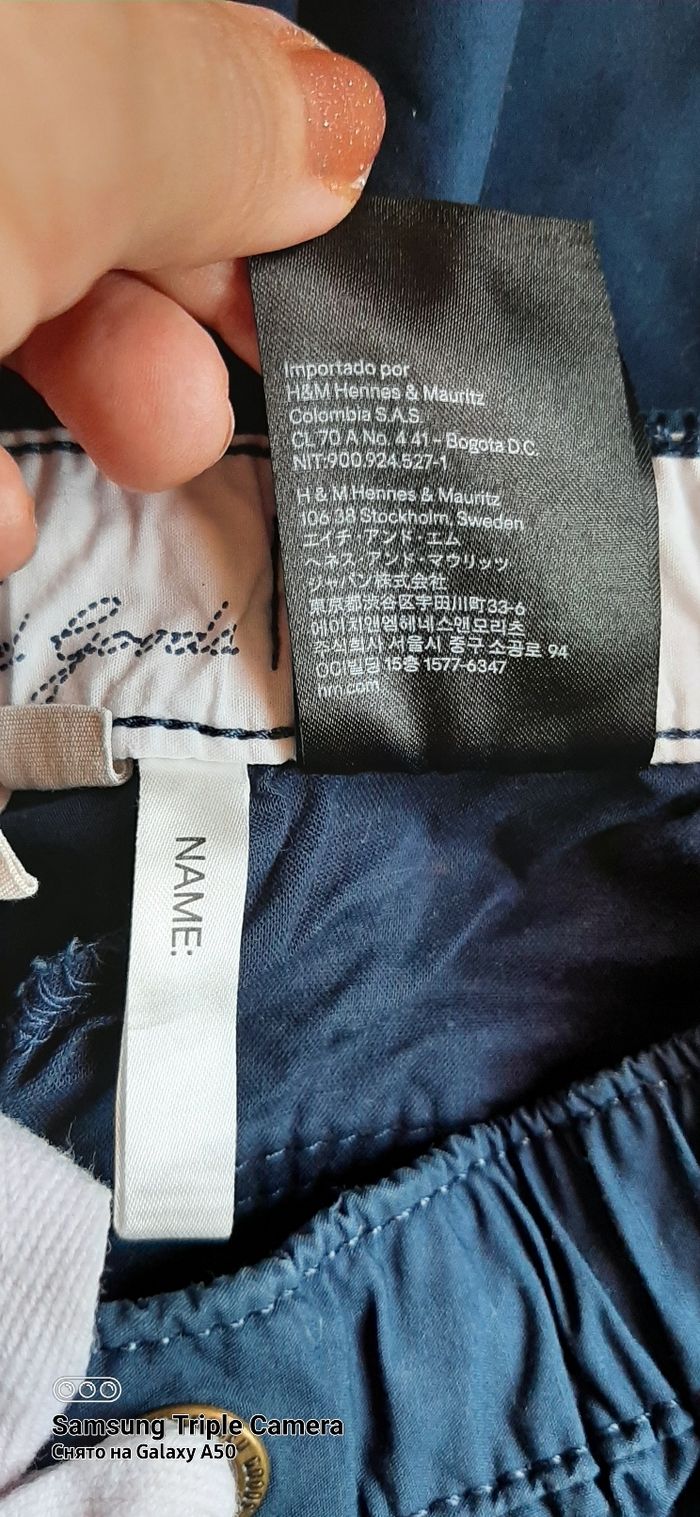 Importado por
H&M Hennes & Mauritz
Colombia S.A.S
CL 70 A No. 4 41 - Bogota D.C.
NIT:900.924.527-1
H & M Hennes & Mauritz
106 38 Stockholm, Sweden
エイチ・アンド・エム
ヘネス・アンド・マウリッツ
ジャパン株式会社
東京都渋谷区宇田川町33-6
에이치앤엠헤네스앤모리츠
주식회사 서울시 중구 소공로 94
OCI빌딩 15층 1577-6347
hm.com
Goods
NAME:
Samsung Triple Camera
Снято на Galaxy A50